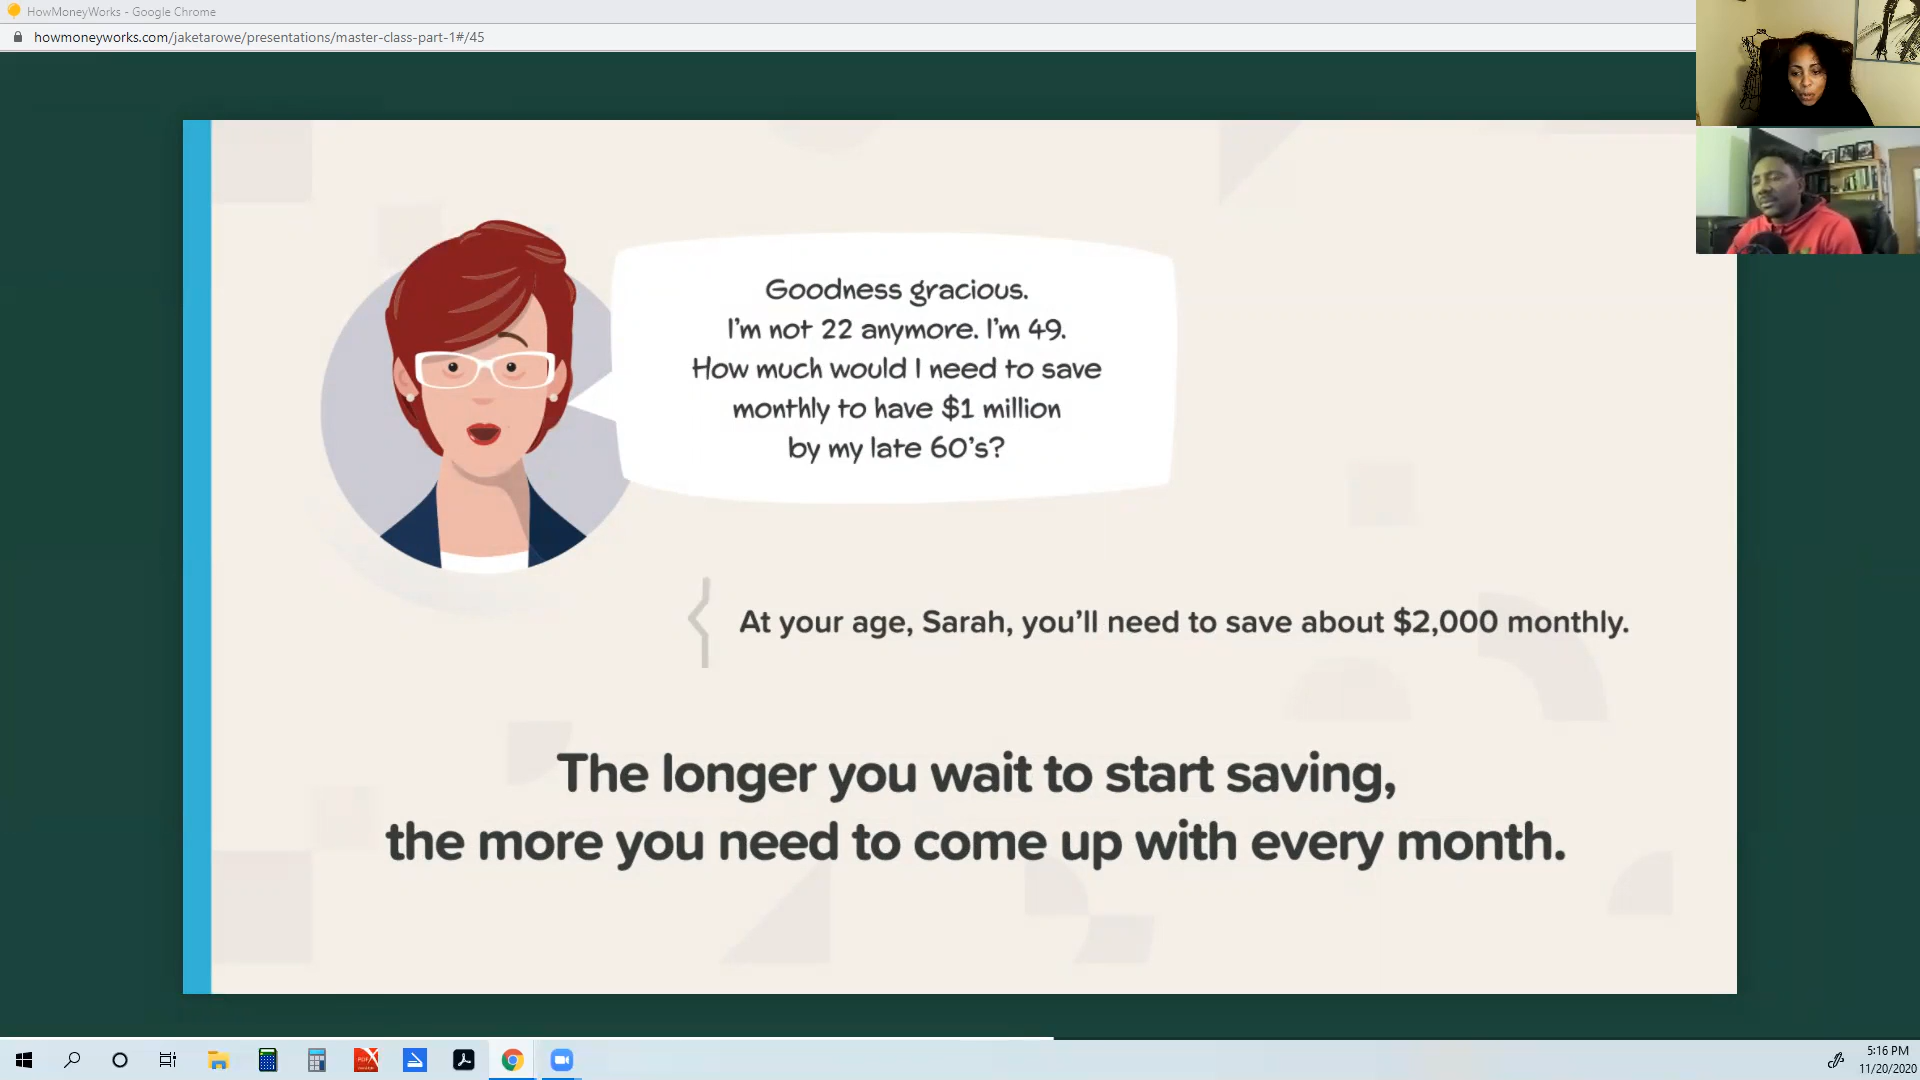 HowMoneyWorks - Google Chrome
howmoneyworks.com/jaketarowe/presentations/master-class-part-1#/45
Goodness gracious.
I'm not 22 anymore. I'm 49.
How much would I need to save
monthly to have $1 million
by my late 60's?
At your age, Sarah, you'll need to save about $2,000 monthly.
The longer you wait to start saving,
the more you need to come up with every month.
5:16 PM
11/20/2020